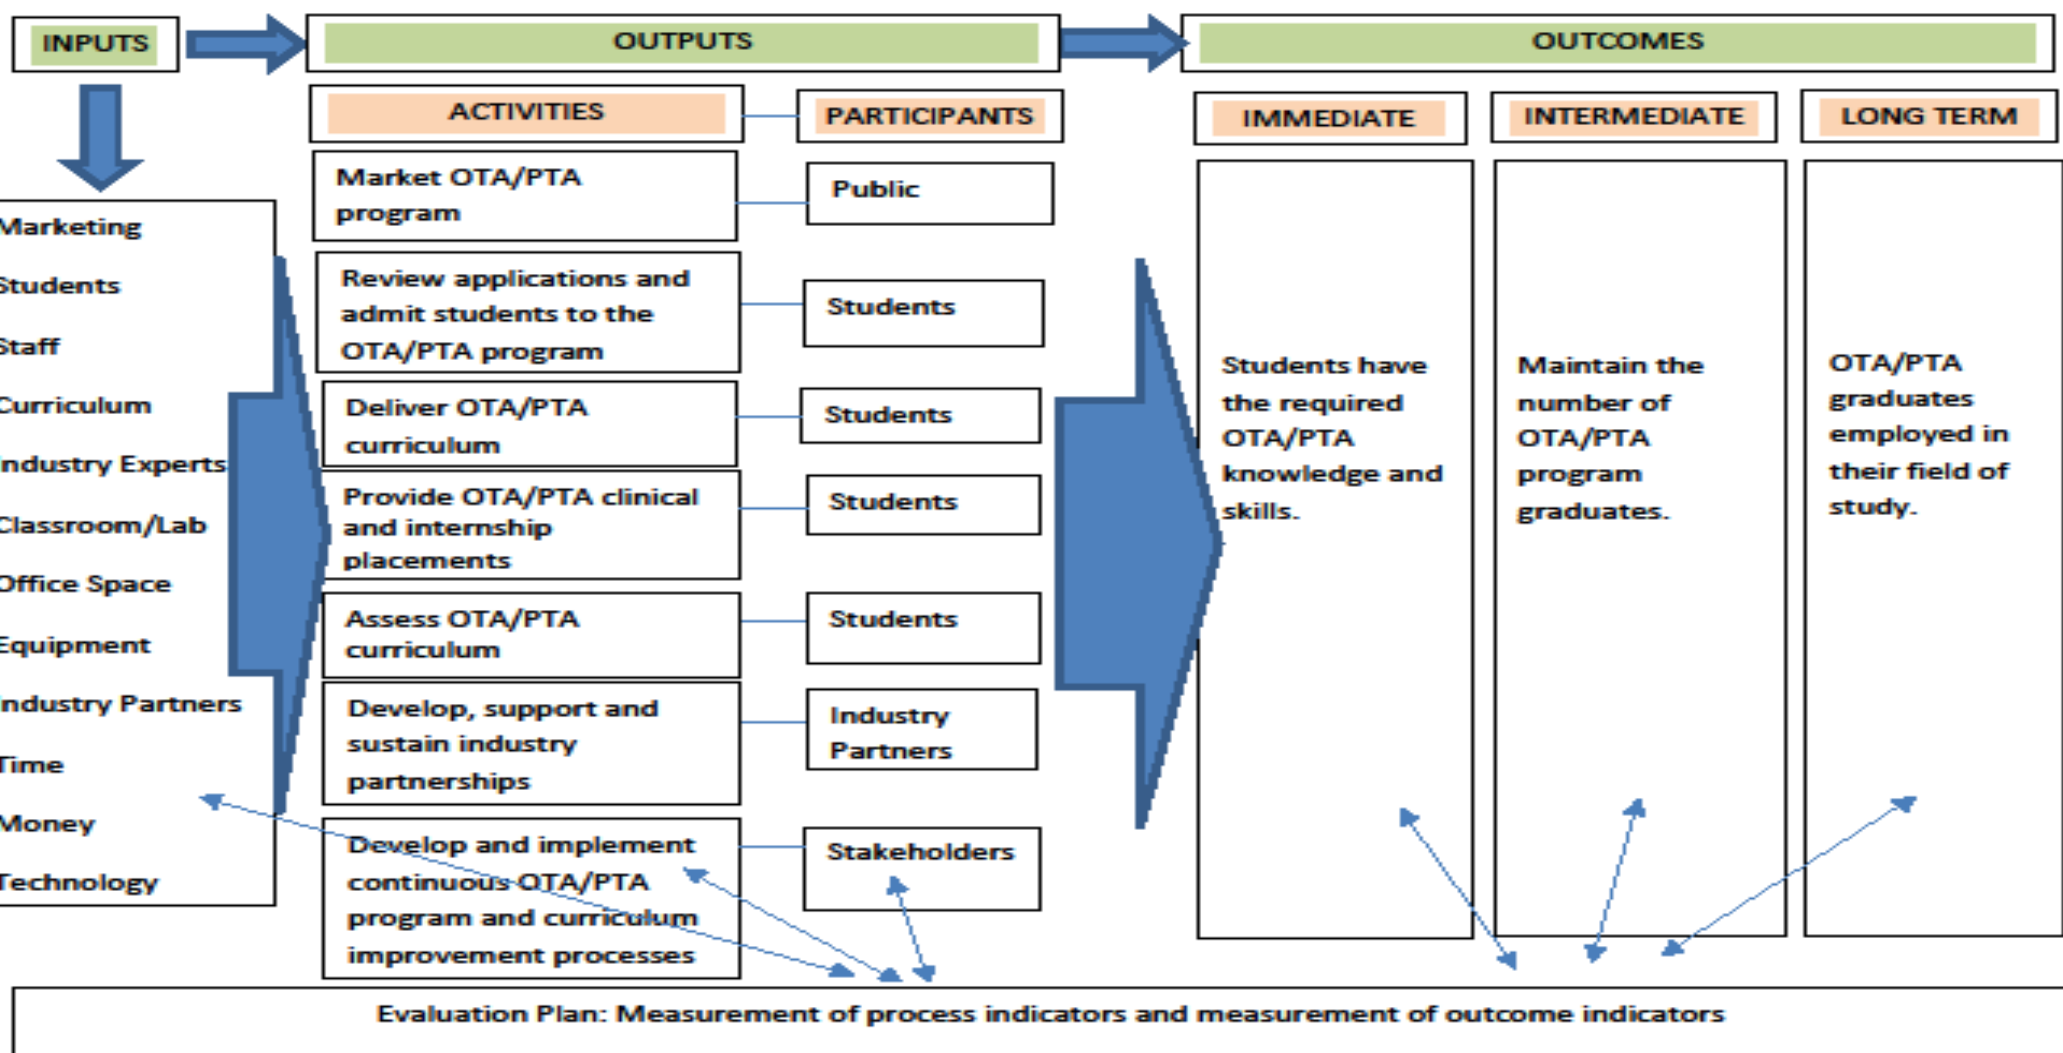 INPUTS
OUTPUTS
OUTCOMES
ACTIVITIES
PARTICIPANTS
IMMEDIATE
INTERMEDIATE
LONG TERM
Marketing
Students
Staff
Curriculum
Industry Experts
Classroom/Lab
Office Space
Equipment
Industry Partners
Time
Money
Technology
Market OTA/PTA
program
Public
Review applications and
admit students to the
OTA/PTA program
Students
Deliver OTA/PTA
curriculum
Students
Provide OTA/PTA clinical
and internship
placements
Students
Assess OTA/PTA
curriculum
Students
Develop, support and
sustain industry
partnerships
Industry
Partners
Develop and implement
continuous OTA/PTA
program and curriculum
improvement processes
Stakeholders
Students have
the required
OTA/PTA
knowledge and
skills.
Maintain the
number of
OTA/PTA
program
graduates.
OTA/PTA
graduates
employed in
their field of
study.
Evaluation Plan: Measurement of process indicators and measurement of outcome indicators